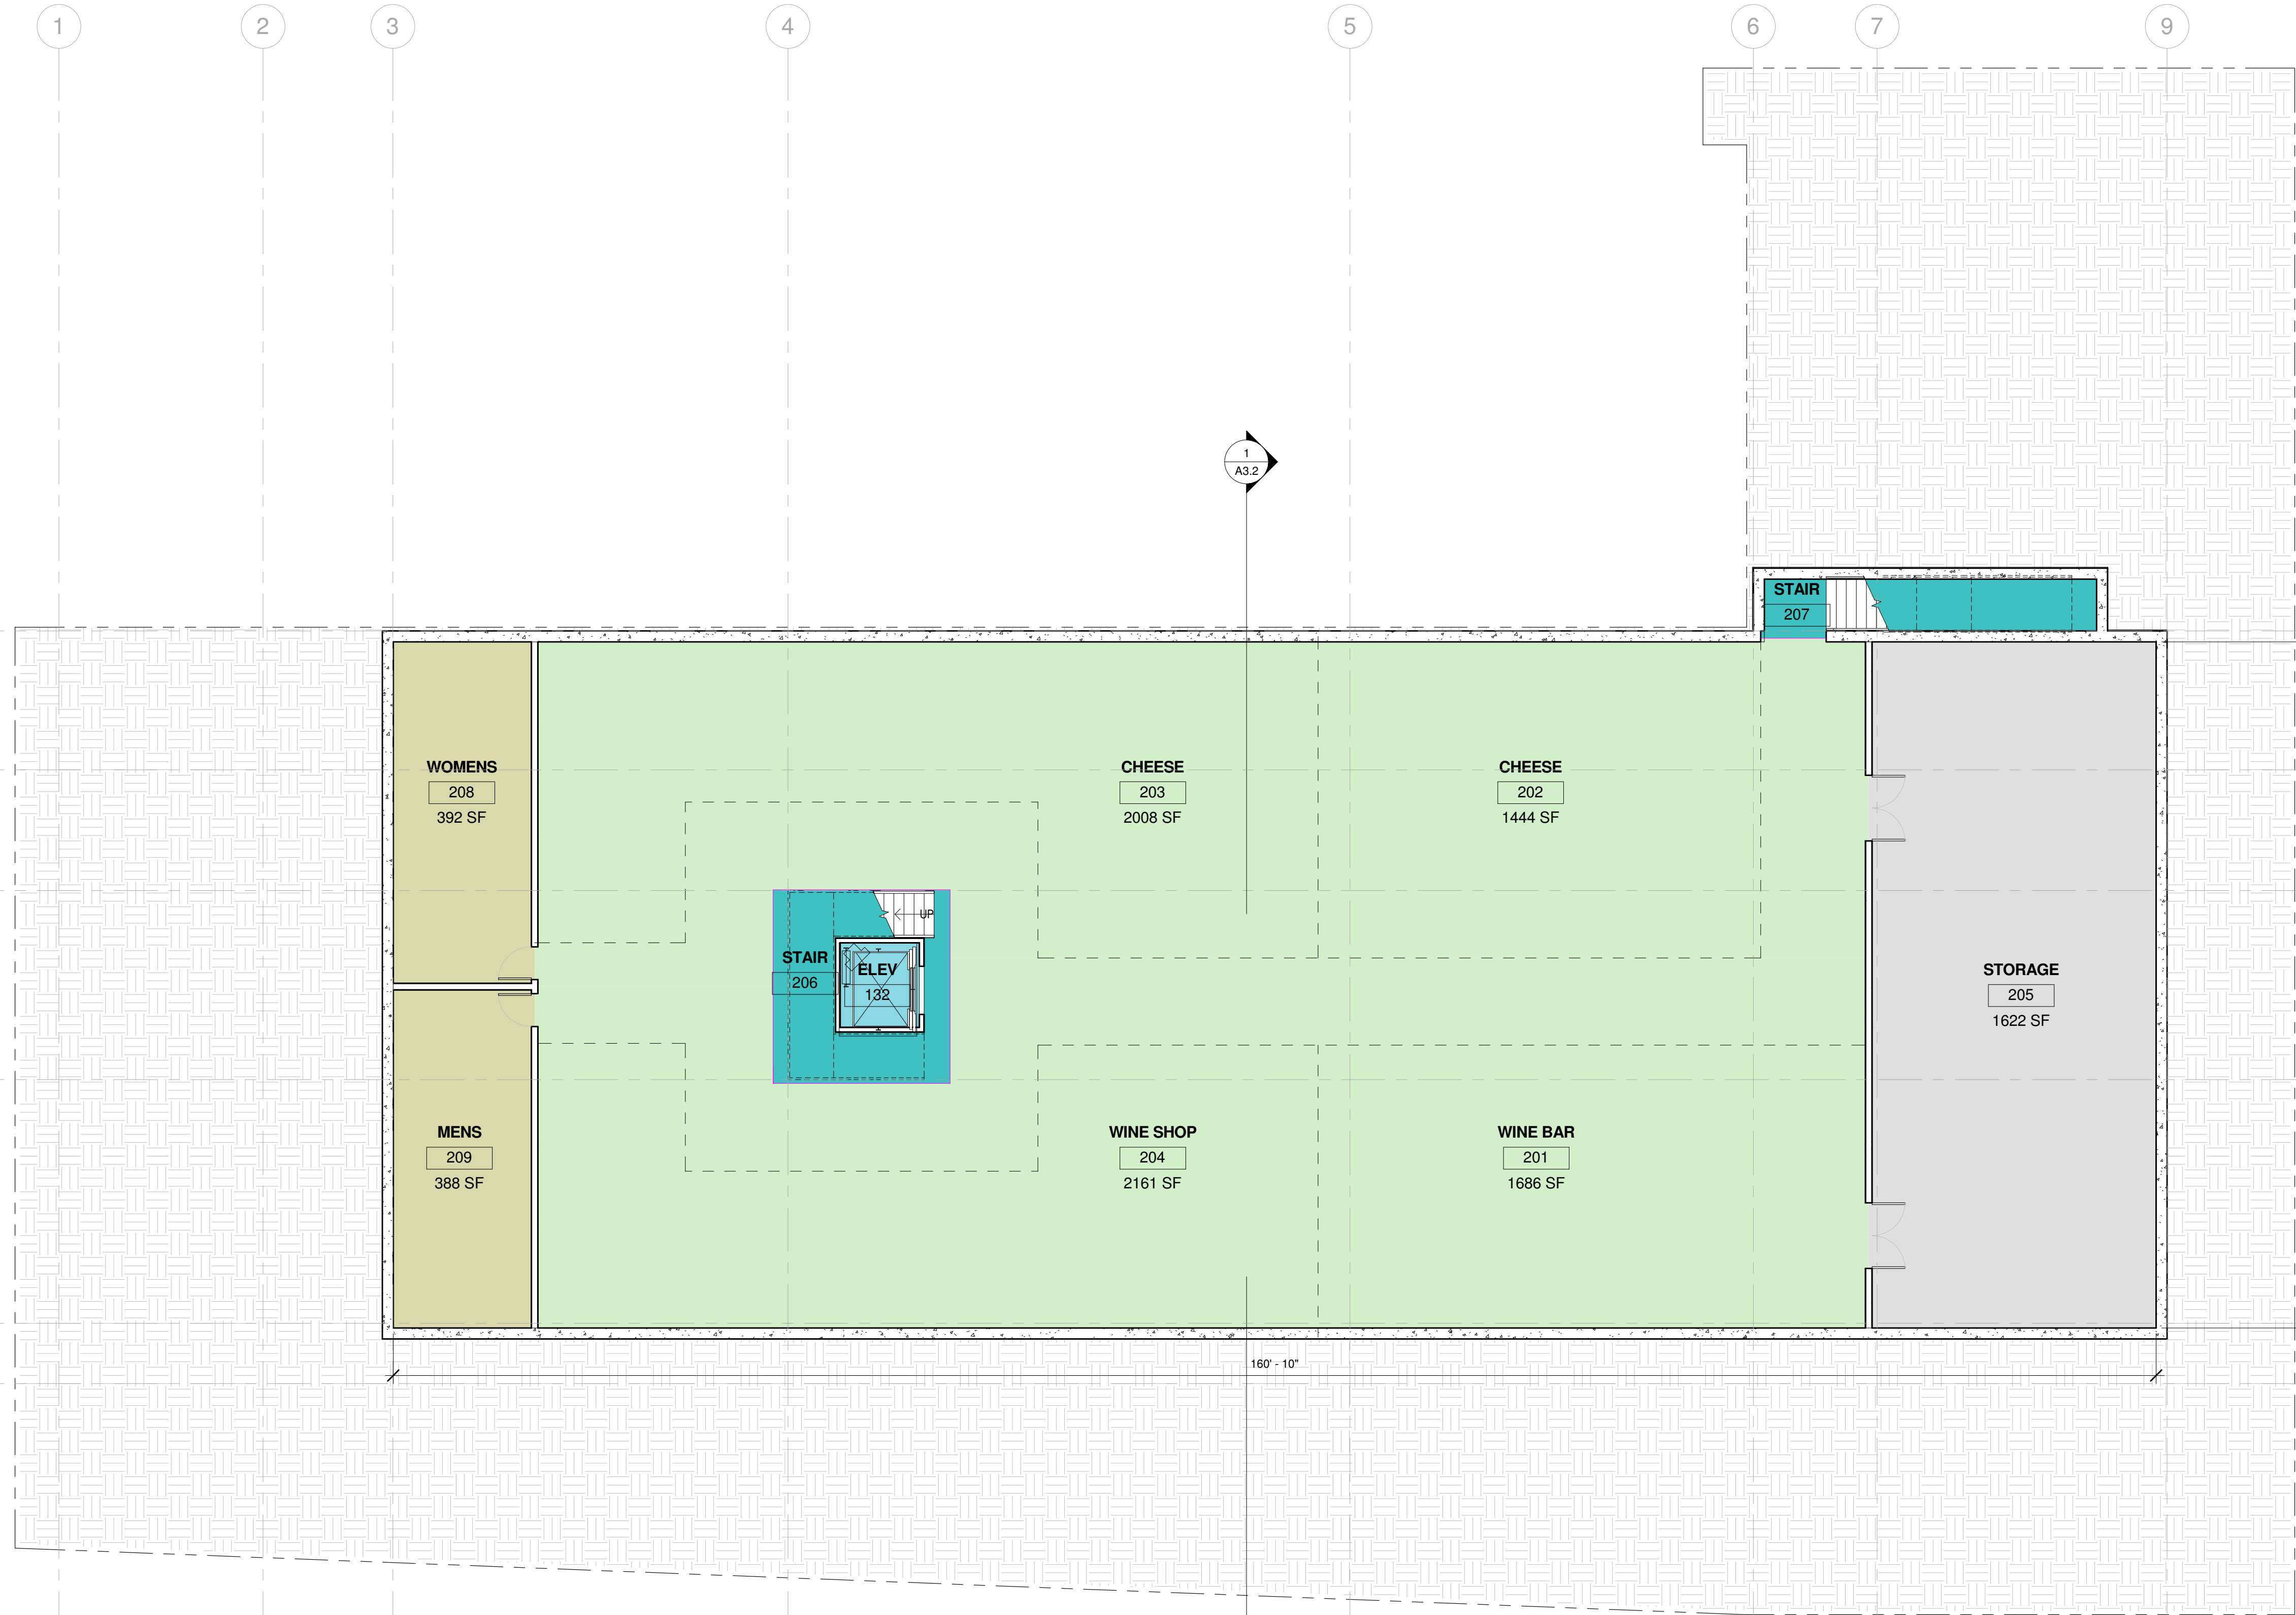 1
2
3
4
5
6
7
9
1
A3.2
STAIR
207
WOMENS
208
392 SF
CHEESE
203
2008 SF
CHEESE
202
1444 SF
UP
STAIR
206
ELEV
132
STORAGE
205
1622 SF
MENS
209
388 SF
WINE SHOP
204
2161 SF
WINE BAR
201
1686 SF
160' - 10"